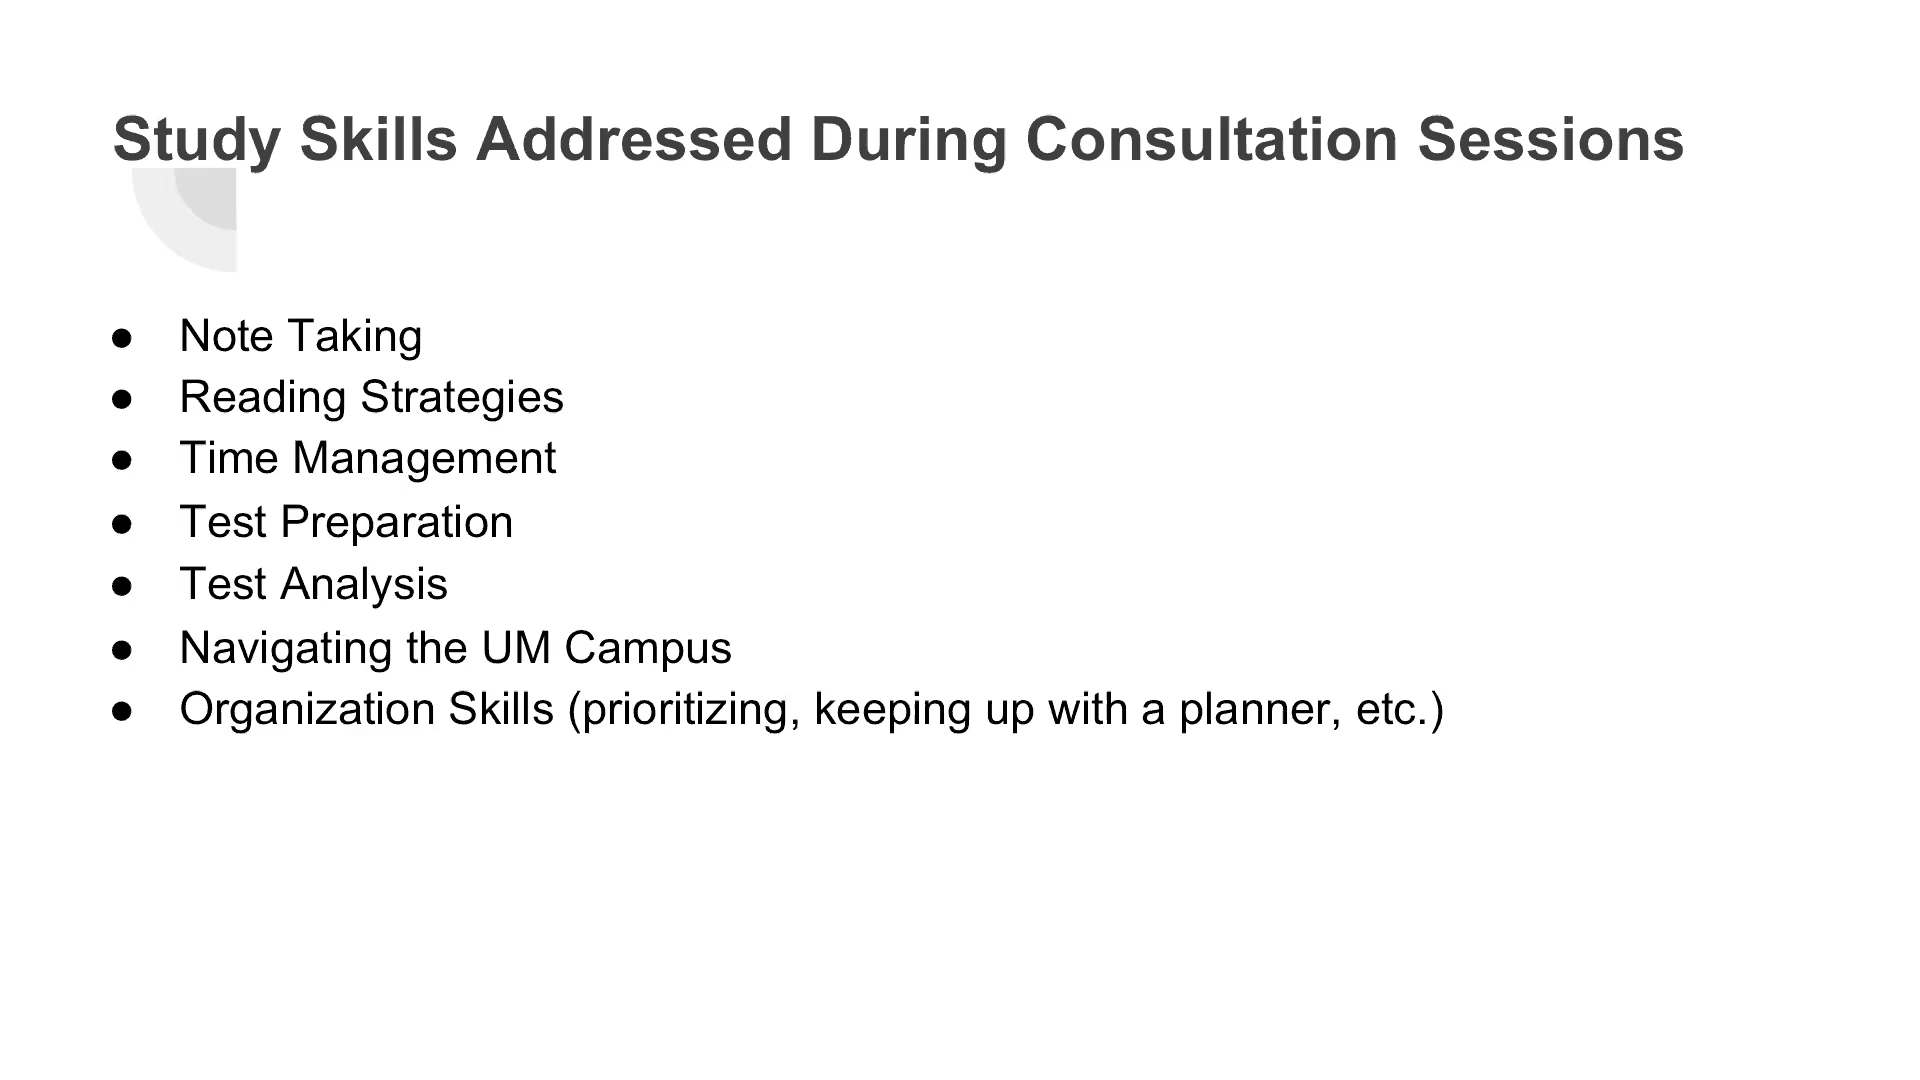 Study Skills Addressed During Consultation Sessions
● Note Taking
● Reading Strategies
● Time Management
● Test Preparation
● Test Analysis
● Navigating the UM Campus
● Organization Skills (prioritizing, keeping up with a planner, etc.)